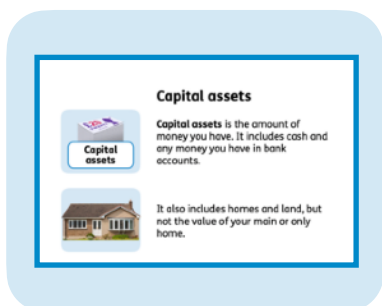 Capital assets
Capital assets is the amount of
money you have. It includes cash and
any money you have in bank
accounts.
Capital
assets
It also includes homes and land, but
not the value of your main or only
home.